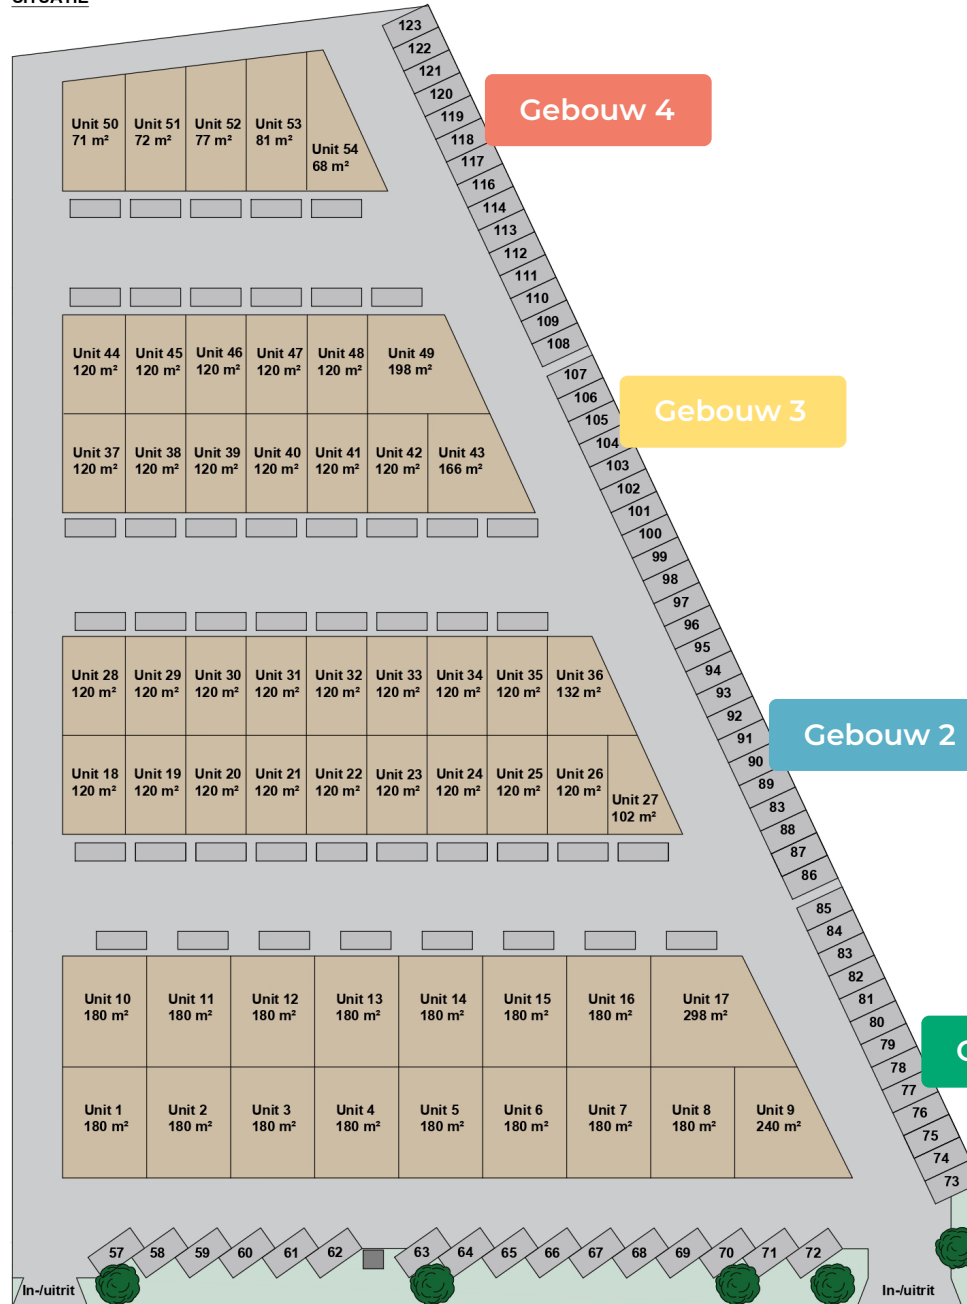 SITUATIE
123
122
121
120
119
118
117
116
114
113
112
111
110
109
108
107
106
105
104
103
102
101
100
99
98
97
96
95
94
93
92
91
90
89
83
88
87
86
85
84
83
82
81
80
79
78
77
76
75
74
73
Gebouw 4
Gebouw 3
Gebouw 2
G
Unit 50
71 m²
Unit 51
72 m²
Unit 52
77 m²
Unit 53
81 m²
Unit 54
68 m²
Unit 44
120 m²
Unit 45
120 m²
Unit 46
120 m²
Unit 47
120 m²
Unit 48
120 m²
Unit 49
198 m²
Unit 37
120 m²
Unit 38
120 m²
Unit 39
120 m²
Unit 40
120 m²
Unit 41
120 m²
Unit 42
120 m²
Unit 43
166 m²
Unit 28
120 m²
Unit 29
120 m²
Unit 30
120 m²
Unit 31
120 m²
Unit 32
120 m²
Unit 33
120 m²
Unit 34
120 m²
Unit 35
120 m²
Unit 36
132 m²
Unit 18
120 m²
Unit 19
120 m²
Unit 20
120 m²
Unit 21
120 m²
Unit 22
120 m²
Unit 23
120 m²
Unit 24
120 m²
Unit 25
120 m²
Unit 26
120 m²
Unit 27
102 m²
Unit 10
180 m²
Unit 11
180 m²
Unit 12
180 m²
Unit 13
180 m²
Unit 14
180 m²
Unit 15
180 m²
Unit 16
180 m²
Unit 17
298 m²
Unit 1
180 m²
Unit 2
180 m²
Unit 3
180 m²
Unit 4
180 m²
Unit 5
180 m²
Unit 6
180 m²
Unit 7
180 m²
Unit 8
180 m²
Unit 9
240 m²
57
58
59
60
61
62
63
64
65
66
67
68
69
70
71
72
In-/uitrit
In-/uitrit